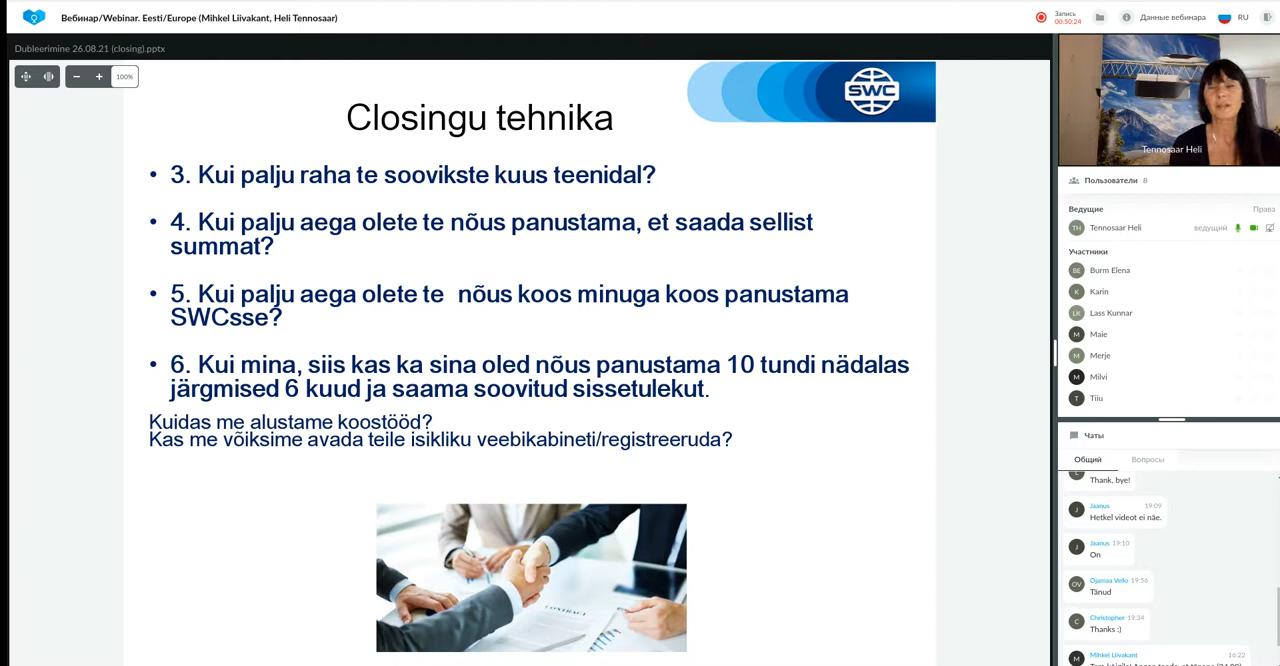 Вебинар/Webinar. Eesti/Europe (Mihkel Liivakant, Heli Tennosaar)
Запись
00:50:24
Данные вебинара
RU
Dubleerimine 26.08.21 (closing).pptx
100%
SWC
Closingu tehnika
• 3. Kui palju raha te soovikste kuus teenidal?
• 4. Kui palju aega olete te nõus panustama, et saada sellist
summat?
• 5. Kui palju aega olete te nõus koos minuga koos panustama
SWCsse?
• 6. Kui mina, siis kas ka sina oled nõus panustama 10 tundi nädalas
järgmised 6 kuud ja saama soovitud sissetulekut.
Kuidas me alustame koostööd?
Kas me võiksime avada teile isikliku veebikabineti/registreeruda?
CONTRACT
Tennosaar Heli
Пользователи 8
Ведущие Права
TH Tennosaar Heli ведущий
Участники
BE Burm Elena
K Karin
LK Lass Kunnar
M Maie
M Merje
M Milvi
T Tiiu
Чаты
Общий Вопросы
Thank, bye!
Jaanus 19:09
J Hetkel videot ei näe.
Jaanus 19:10
J On
Ojamaa Vello 19:56
OV Tänud
Christopher 19:34
C Thanks :)
Mihkel Liivakant 16:22
M